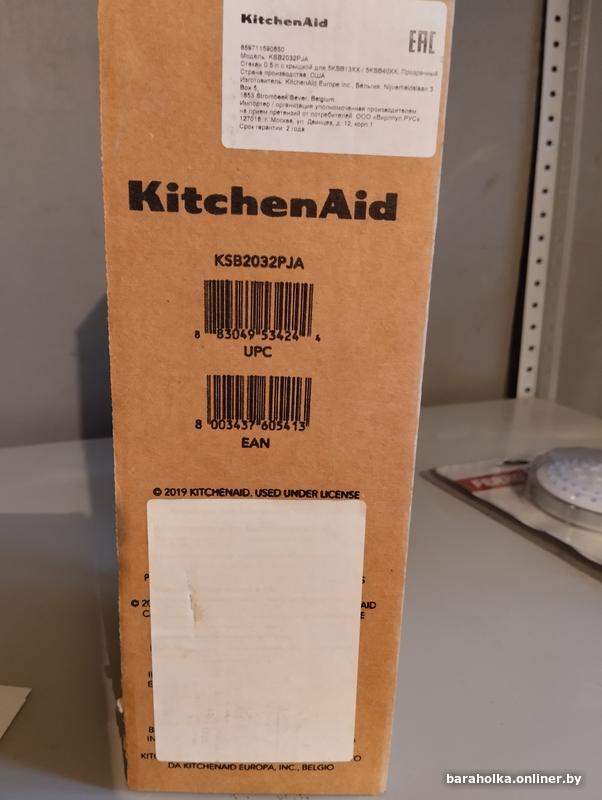 KitchenAid
EAC
859711590850
Модель: KSB2032PJA
Стакан 0.5 л с крышкой для 5KSB13XX / 5KSB40XX, Прозрачный
Страна производства: США
Изготовитель: KitchenAid Europe Inc., Бельгия, Nijverheidslaan 3
Box 5,
1853 Strombeek Bever, Belgium
Импортер / организация уполномоченная производителем
на прием претензий от потребителей: ООО «Вирлпул РУС»,
127018, г. Москва, ул. Двинцев, д. 12, корп.1
Срок гарантии: 2 года
KitchenAid
KSB2032PJA
8 83049 53424 4
UPC
8 003437 605413
EAN
© 2019 KITCHENAID. USED UNDER LICENSE
DA KITCHENAID EUROPA, INC., BELGIO
baraholka.onliner.by